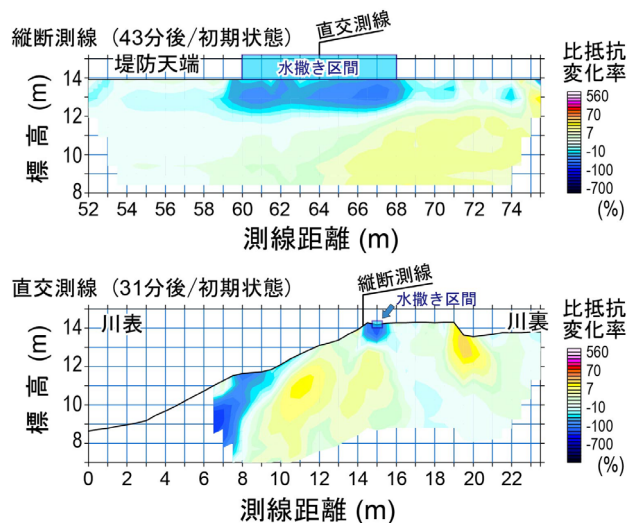 縦断測線 (43分後/初期状態)
直交測線
堤防天端
水撒き区間
比抵抗
変化率
標高 (m)
14
12
10
8
52 54 56 58 60 62 64 66 68 70 72 74
測線距離 (m)
560
70
7
-10
-100
-700
(%)
直交測線 (31分後/初期状態)
縦断測線
水撒き区間
川表
川裏
比抵抗
変化率
標高 (m)
14
12
10
8
0 2 4 6 8 10 12 14 16 18 20 22
測線距離 (m)
560
70
7
-10
-100
-700
(%)